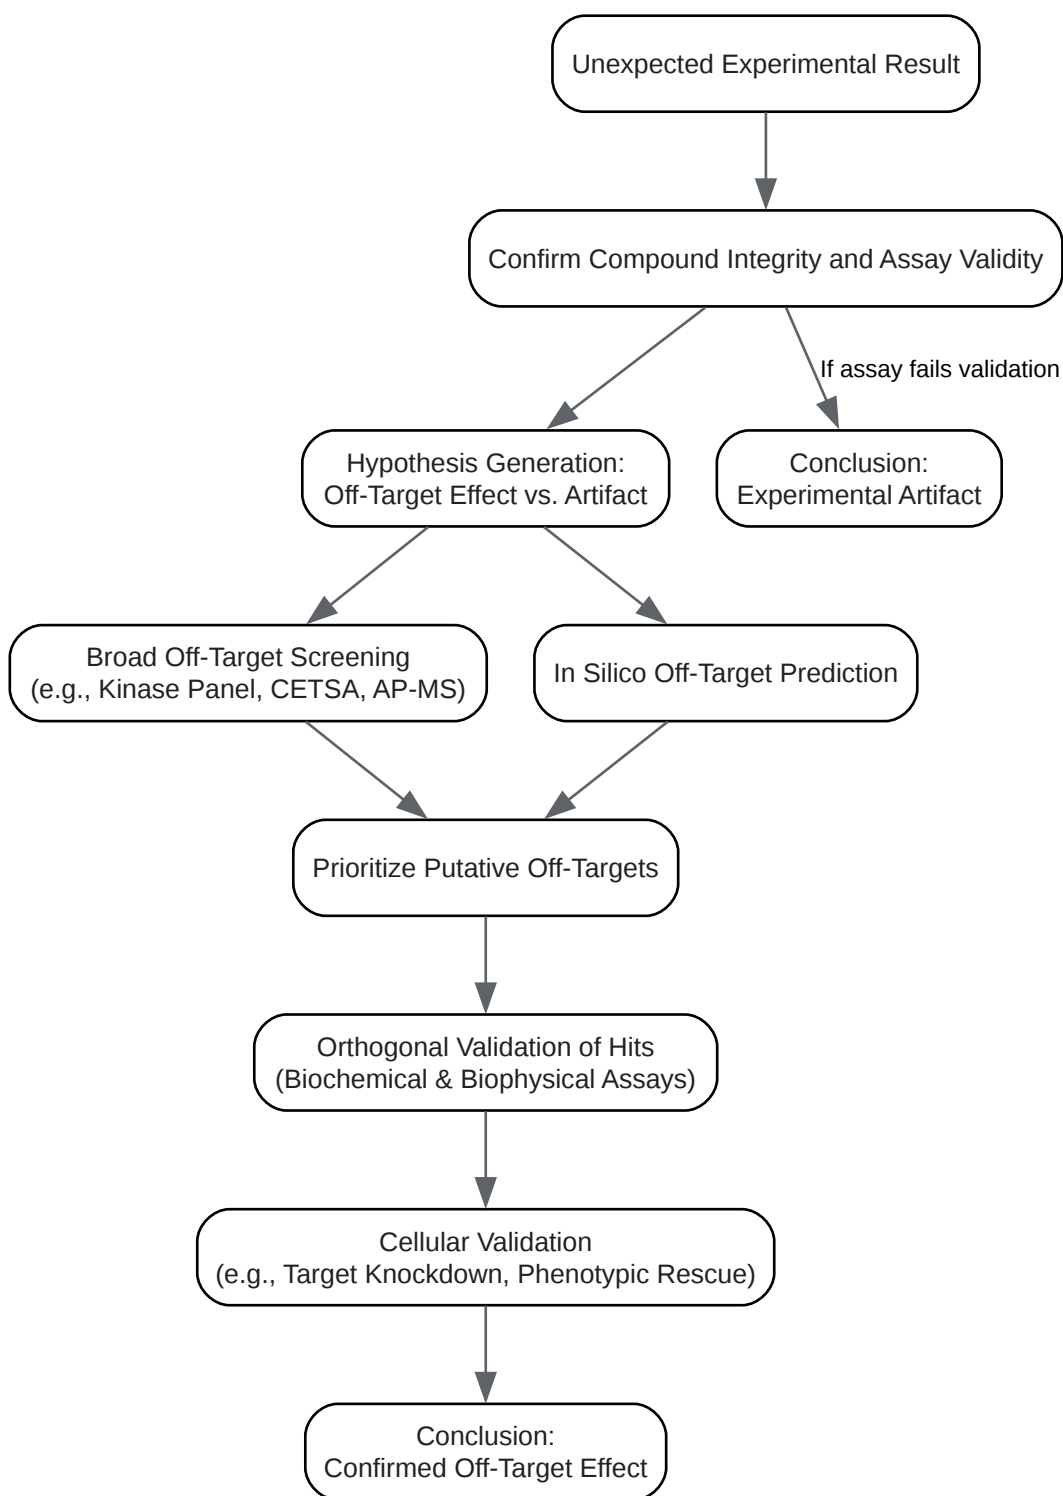 Unexpected Experimental Result
Confirm Compound Integrity and Assay Validity
If assay fails validation
Hypothesis Generation:
Off-Target Effect vs. Artifact
Conclusion:
Experimental Artifact
Broad Off-Target Screening
(e.g., Kinase Panel, CETSA, AP-MS)
In Silico Off-Target Prediction
Prioritize Putative Off-Targets
Orthogonal Validation of Hits
(Biochemical & Biophysical Assays)
Cellular Validation
(e.g., Target Knockdown, Phenotypic Rescue)
Conclusion:
Confirmed Off-Target Effect